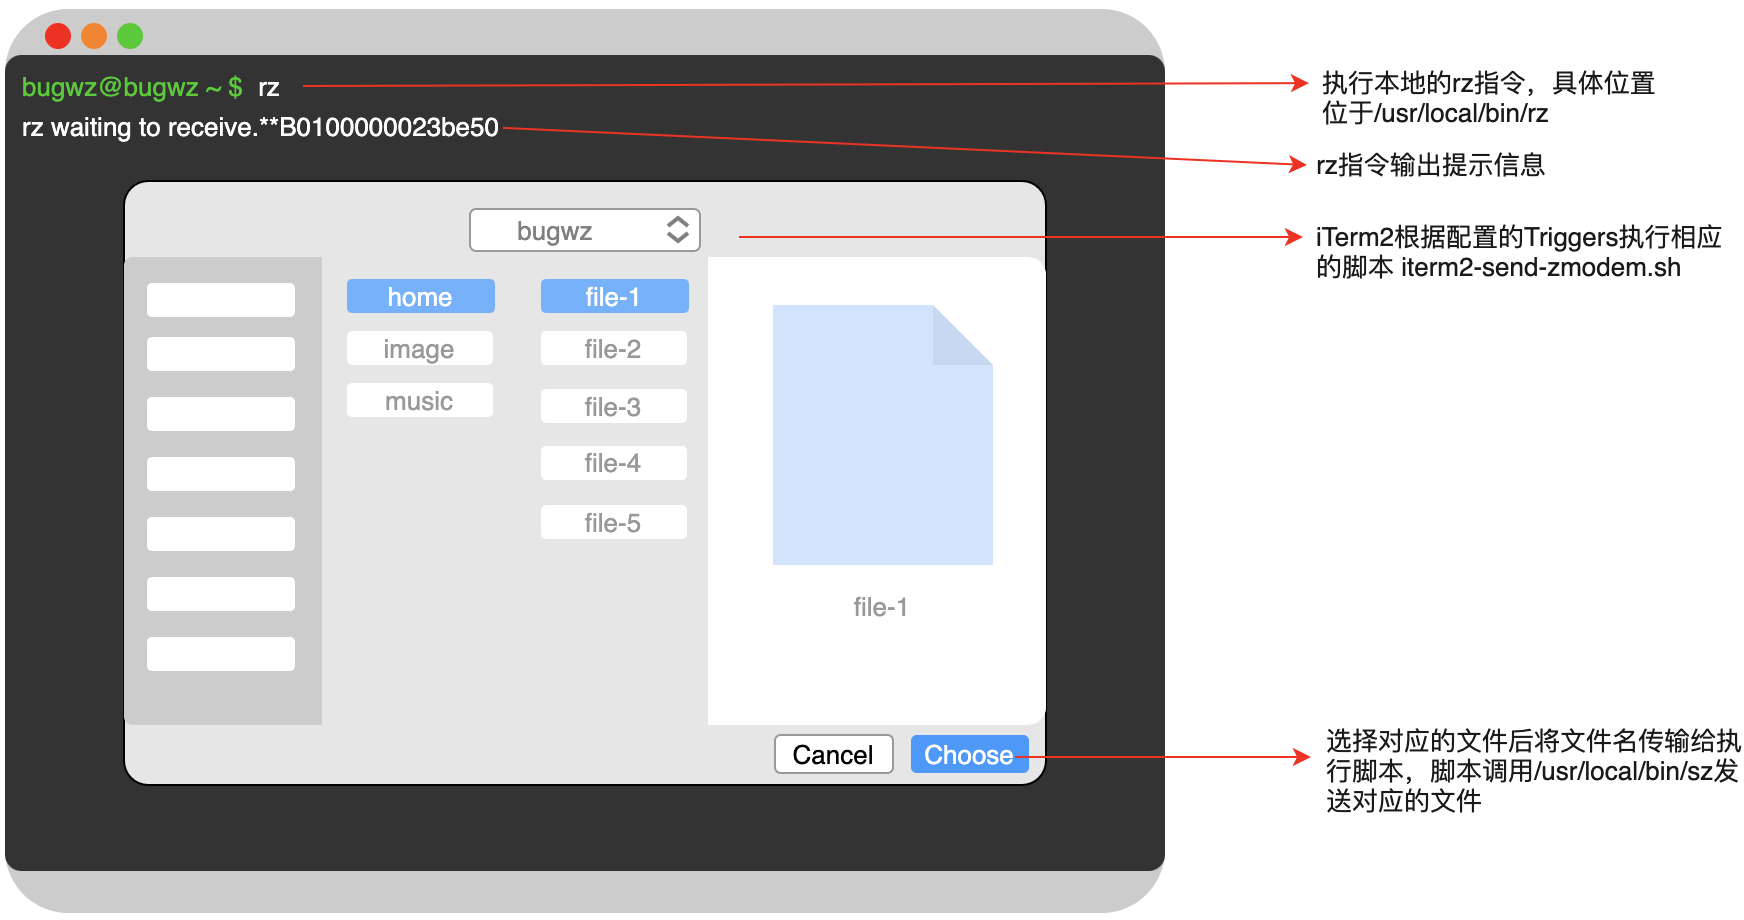 bugwz@bugwz ~ $ rz
rz waiting to receive.**B0100000023be50
执行本地的rz指令，具体位置
位于/usr/local/bin/rz
rz指令输出提示信息
bugwz
iTerm2根据配置的Triggers执行相应
的脚本 iterm2-send-zmodem.sh
home
image
music
file-1
file-2
file-3
file-4
file-5
file-1
Cancel
Choose
选择对应的文件后将文件名传输给执
行脚本，脚本调用/usr/local/bin/sz发
送对应的文件